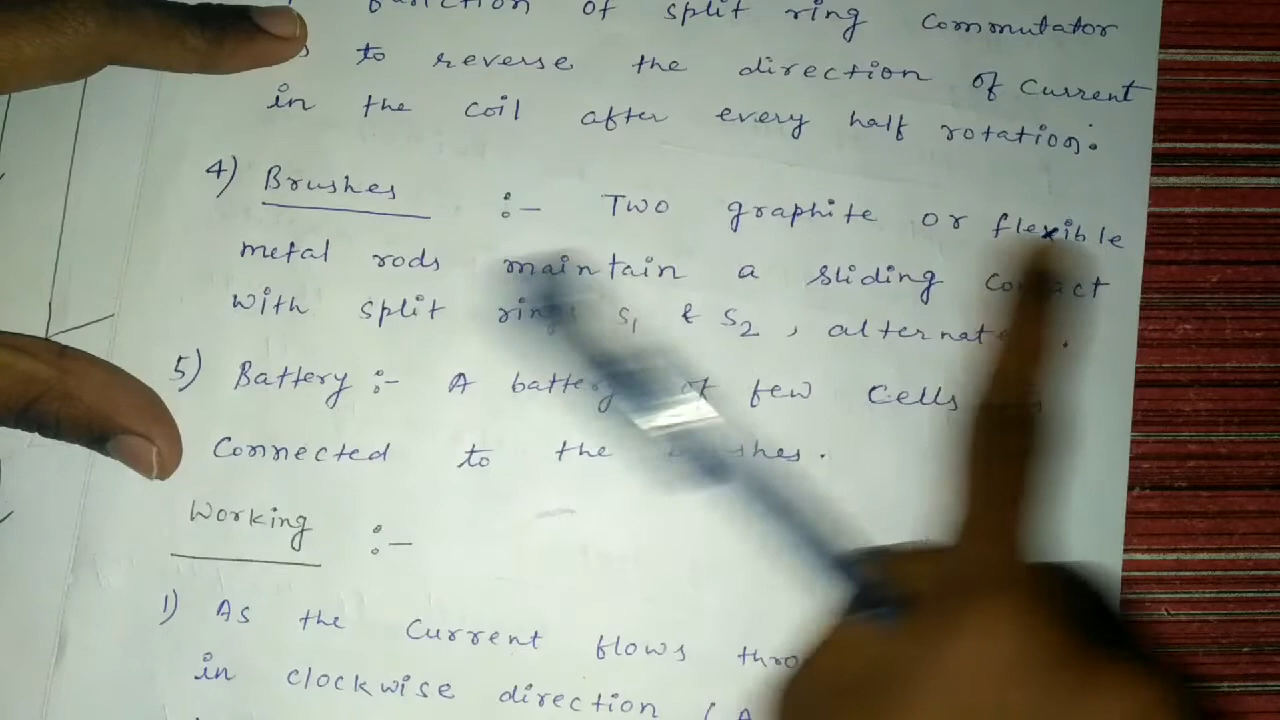 of split ring Commutator
to reverse the direction of Current
in the coil after every half rotation.
4) Brushes :- Two graphite or flexible
metal rods maintain a sliding
with split S1 & S2 ,
5) Battery :- A few Cells
Connected to the
Working :-
1) As the Current flows
in clockwise direction (A